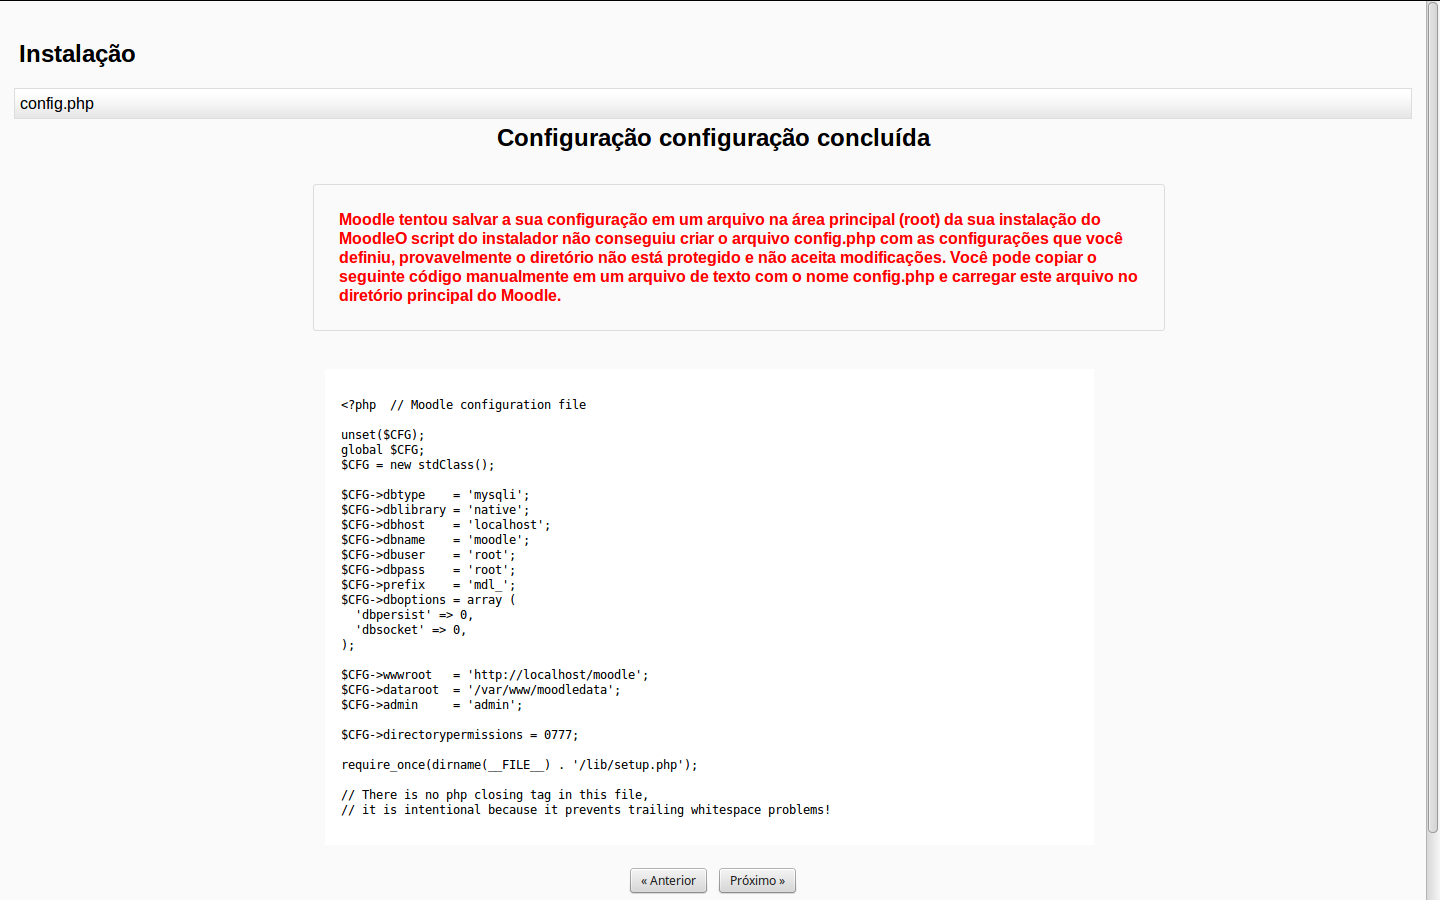 Instalação
config.php
Configuração configuração concluída
Moodle tentou salvar a sua configuração em um arquivo na área principal (root) da sua instalação do
MoodleO script do instalador não conseguiu criar o arquivo config.php com as configurações que você
definiu, provavelmente o diretório não está protegido e não aceita modificações. Você pode copiar o
seguinte código manualmente em um arquivo de texto com o nome config.php e carregar este arquivo no
diretório principal do Moodle.
<?php  // Moodle configuration file
unset($CFG);
global $CFG;
$CFG = new stdClass();
$CFG->dbtype    = 'mysqli';
$CFG->dblibrary = 'native';
$CFG->dbhost    = 'localhost';
$CFG->dbname    = 'moodle';
$CFG->dbuser    = 'root';
$CFG->dbpass    = 'root';
$CFG->prefix    = 'mdl_';
$CFG->dboptions = array (
  'dbpersist' => 0,
  'dbsocket' => 0,
);
$CFG->wwwroot   = 'http://localhost/moodle';
$CFG->dataroot  = '/var/www/moodledata';
$CFG->admin     = 'admin';
$CFG->directorypermissions = 0777;
require_once(dirname(__FILE__) . '/lib/setup.php');
// There is no php closing tag in this file,
// it is intentional because it prevents trailing whitespace problems!
« Anterior Próximo »